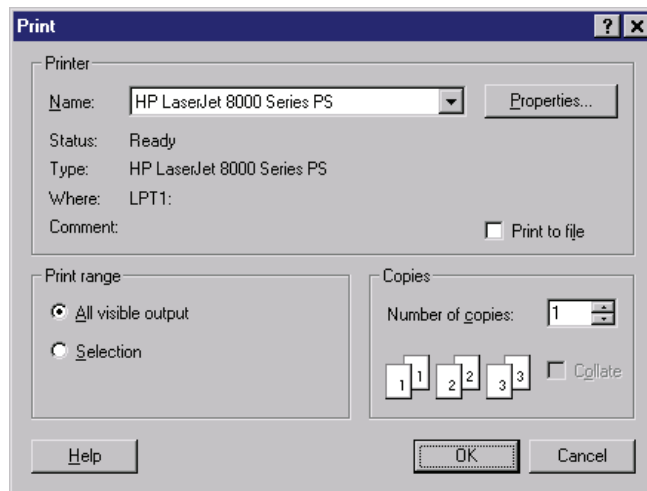 Print
Printer
Name: HP LaserJet 8000 Series PS Properties...
Status: Ready
Type: HP LaserJet 8000 Series PS
Where: LPT1:
Comment: Print to file
Print range
All visible output
Selection
Copies
Number of copies: 1
1 1 2 2 3 3 Collate
Help OK Cancel